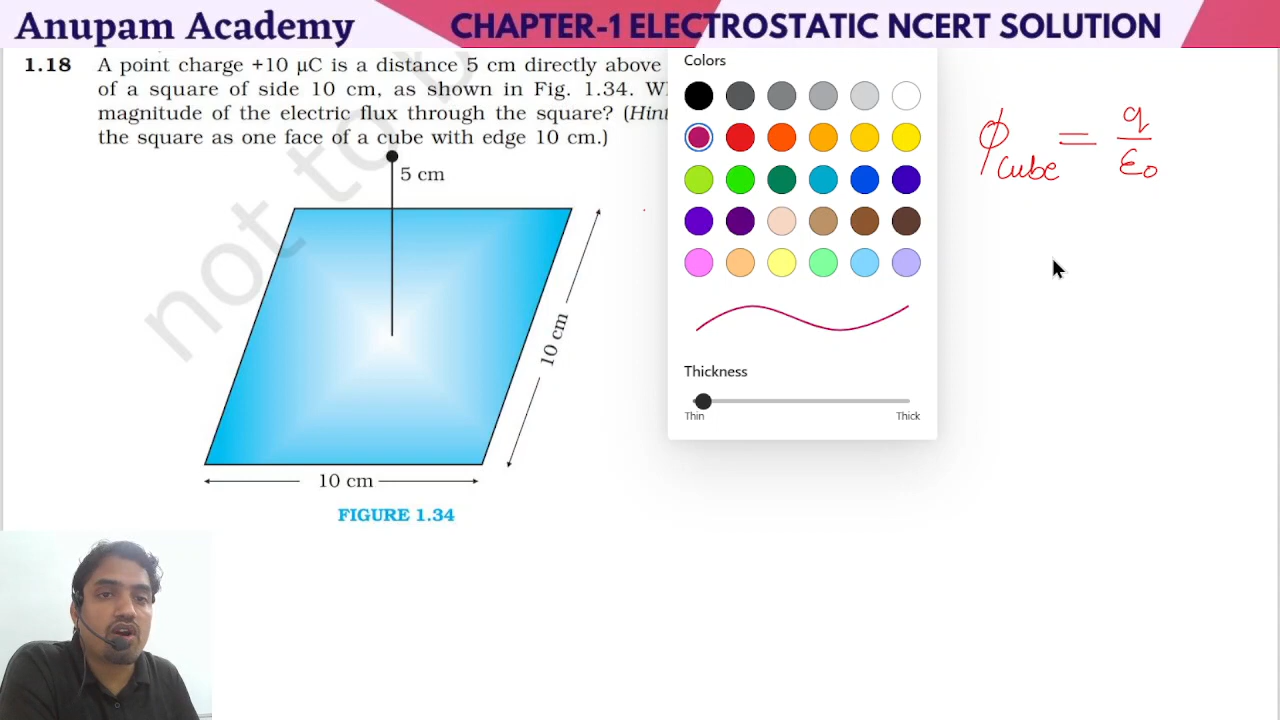 Anupam Academy
CHAPTER-1 ELECTROSTATIC NCERT SOLUTION
1.18 A point charge +10 μC is a distance 5 cm directly above
of a square of side 10 cm, as shown in Fig. 1.34.
magnitude of the electric flux through the square? (Hint
the square as one face of a cube with edge 10 cm.)
not to
5 cm
10 cm
10 cm
FIGURE 1.34
Colors
Thickness
Thin Thick
ϕcube = q/ε0